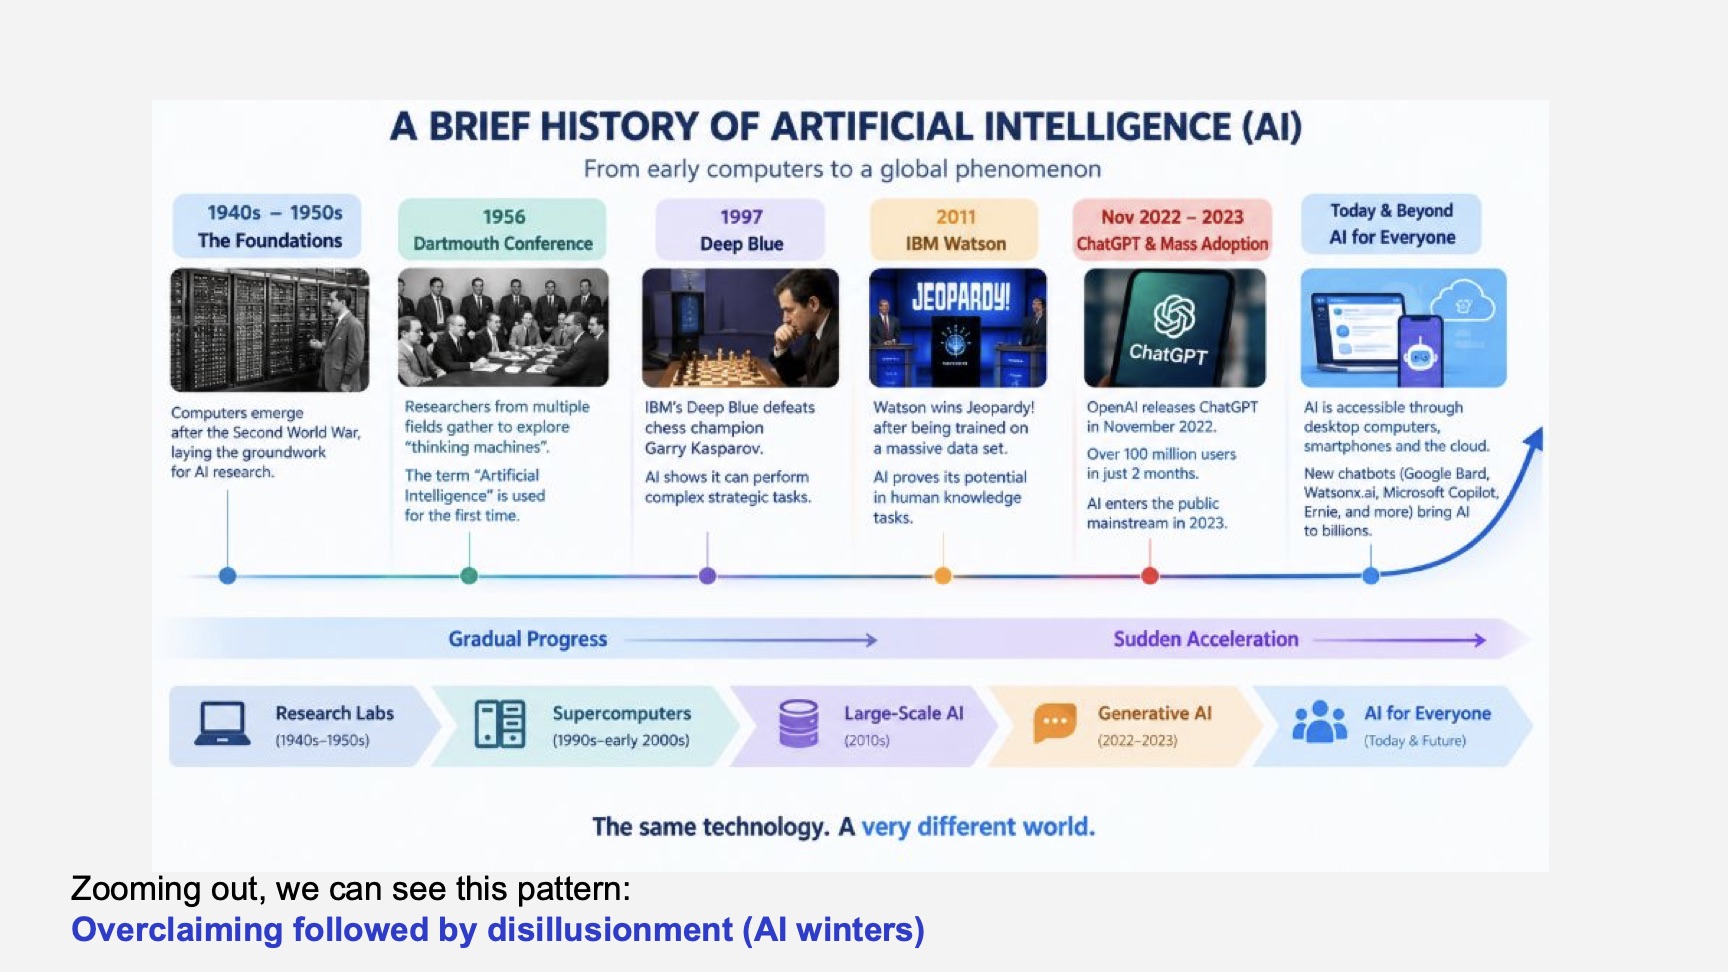 A BRIEF HISTORY OF ARTIFICIAL INTELLIGENCE (AI)
From early computers to a global phenomenon
1940s – 1950s
The Foundations
Computers emerge
after the Second World War,
laying the groundwork
for AI research.
1956
Dartmouth Conference
Researchers from multiple
fields gather to explore
“thinking machines”.
The term “Artificial
Intelligence” is used
for the first time.
1997
Deep Blue
IBM’s Deep Blue defeats
chess champion
Garry Kasparov.
AI shows it can perform
complex strategic tasks.
2011
IBM Watson
JEOPARDY!
Watson wins Jeopardy!
after being trained on
a massive data set.
AI proves its potential
in human knowledge
tasks.
Nov 2022 – 2023
ChatGPT & Mass Adoption
ChatGPT
OpenAI releases ChatGPT
in November 2022.
Over 100 million users
in just 2 months.
AI enters the public
mainstream in 2023.
Today & Beyond
AI for Everyone
AI is accessible through
desktop computers,
smartphones and the cloud.
New chatbots (Google Bard,
Watsonx.ai, Microsoft Copilot,
Ernie, and more) bring AI
to billions.
Gradual Progress
Sudden Acceleration
Research Labs
(1940s–1950s)
Supercomputers
(1990s–early 2000s)
Large-Scale AI
(2010s)
Generative AI
(2022–2023)
AI for Everyone
(Today & Future)
The same technology. A very different world.
Zooming out, we can see this pattern:
Overclaiming followed by disillusionment (AI winters)